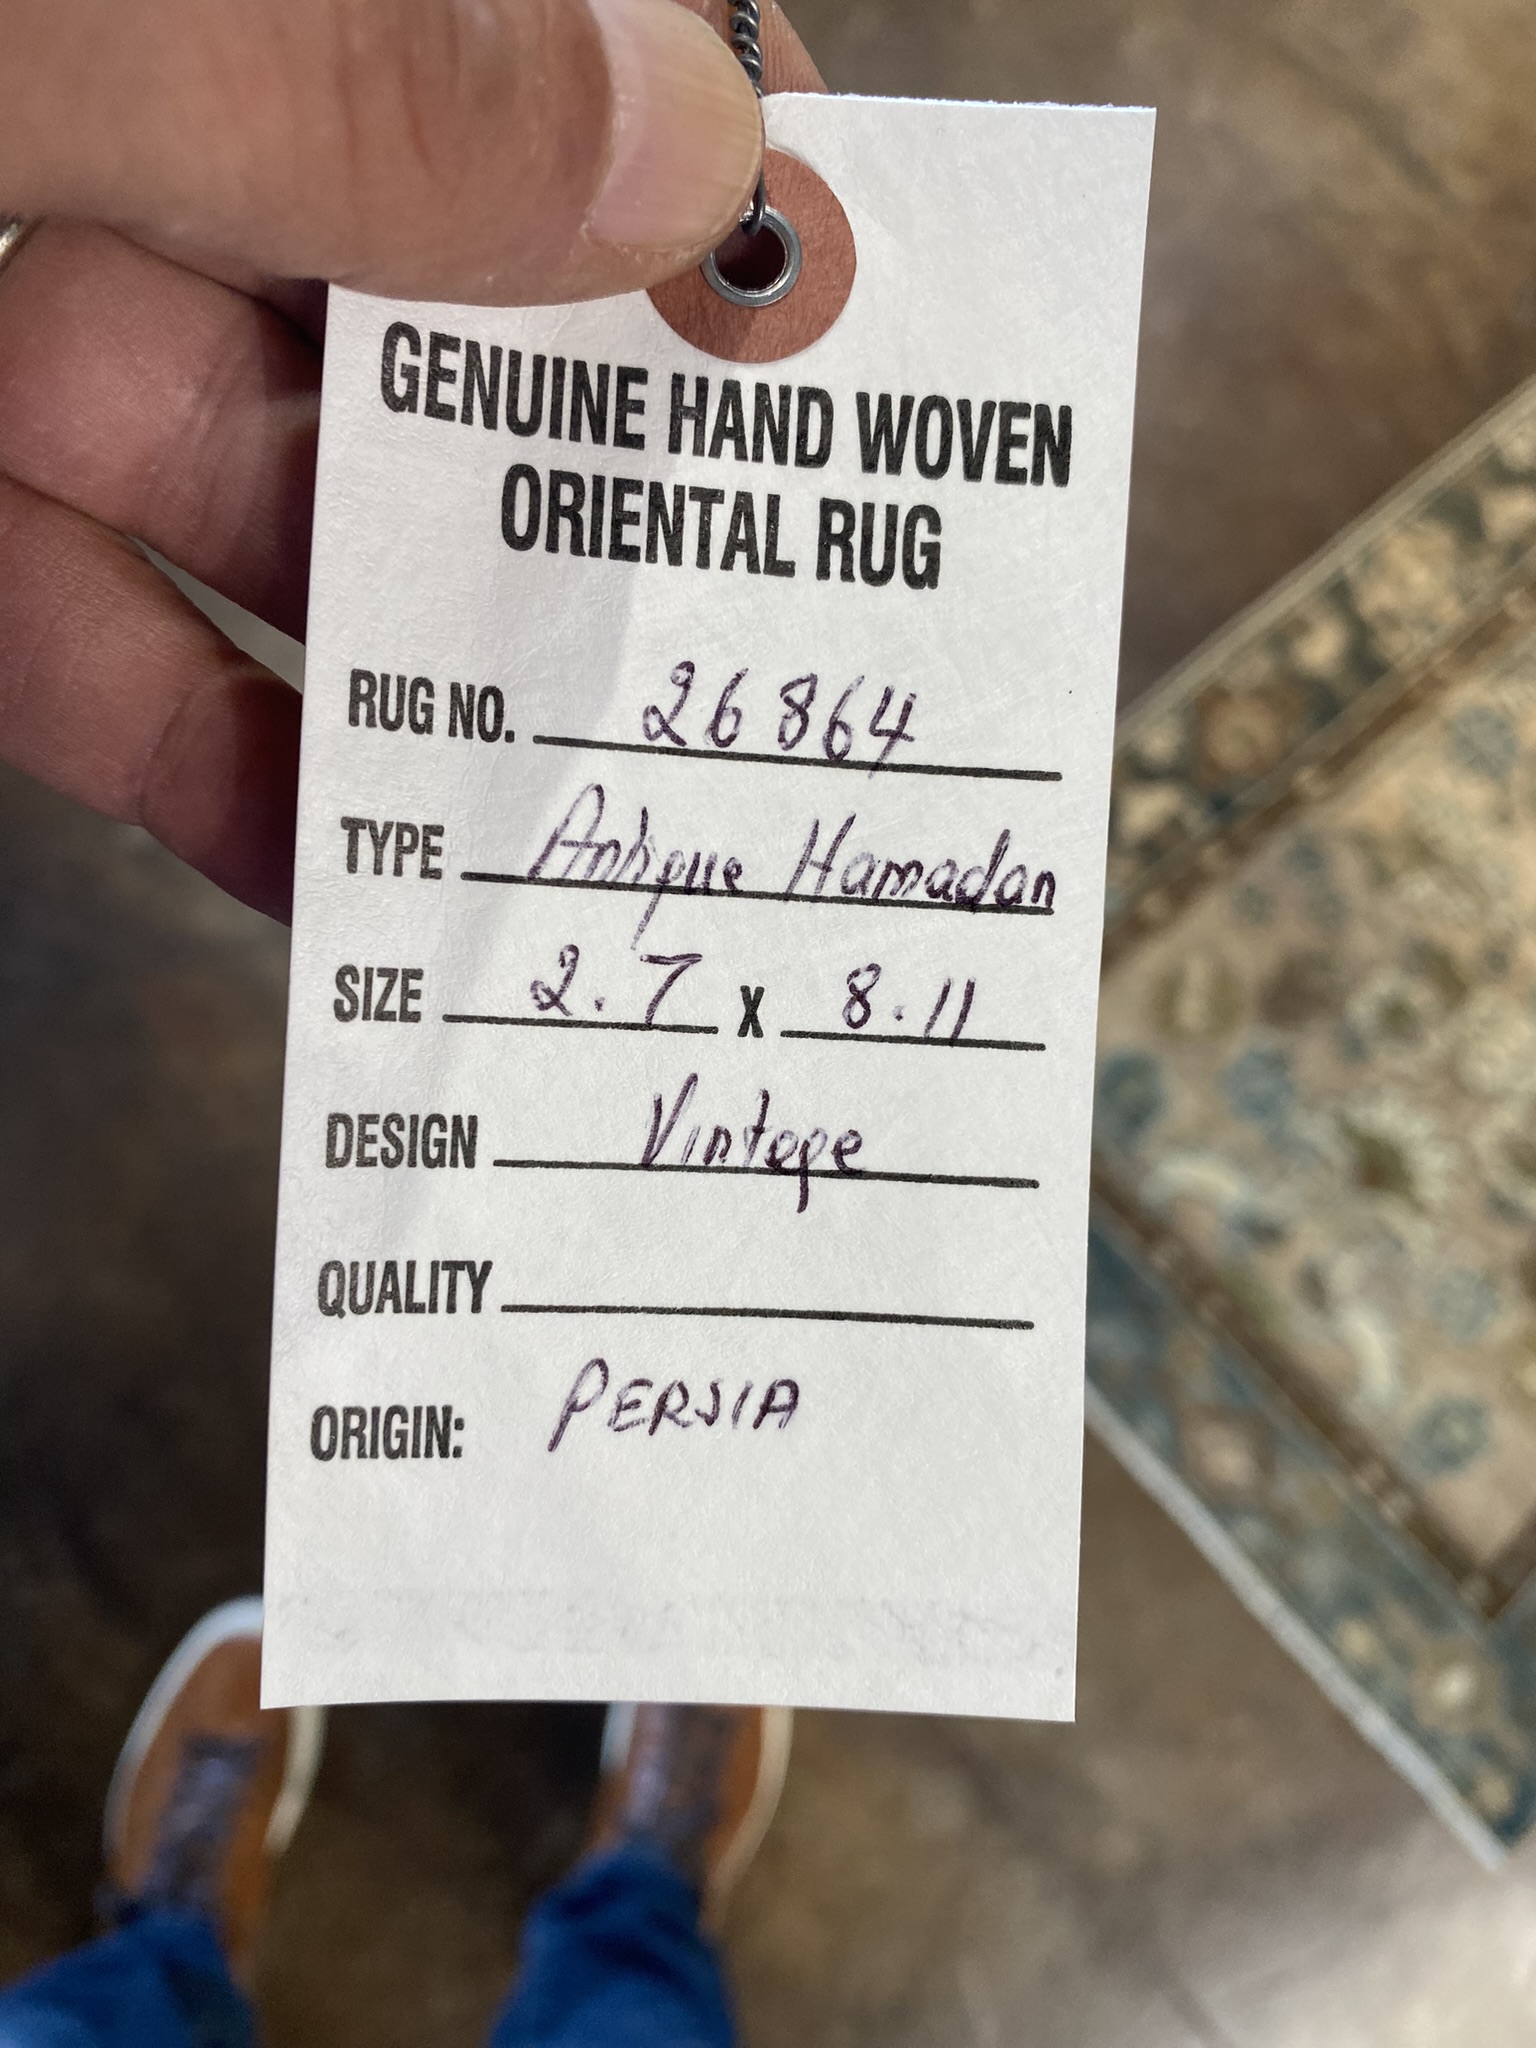 GENUINE HAND WOVEN
ORIENTAL RUG
RUG NO. 26864
TYPE Antique Hamadan
SIZE 2.7 x 8.11
DESIGN Vintage
QUALITY
ORIGIN: PERSIA